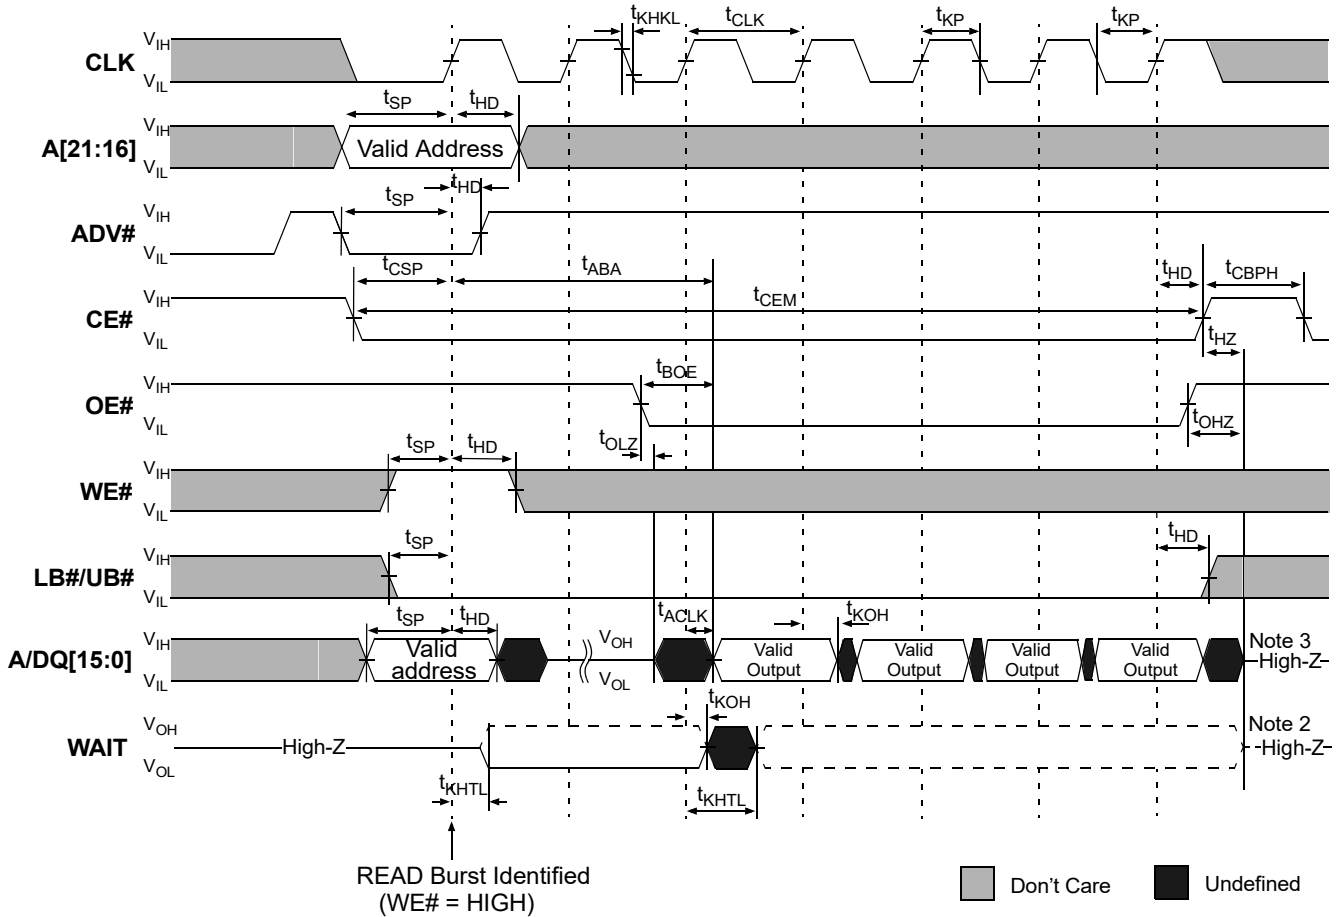 tKHKL tCLK tKP tKP
CLK VIH VIL
tSP tHD
A[21:16] VIH VIL Valid Address
tHD
tSP
ADV# VIH VIL
tCSP tABA tHD tCBPH
tCEM
CE# VIH VIL
tHZ
tBOE
OE# VIH VIL
tOHZ
tSP tHD tOLZ
WE# VIH VIL
tSP tHD
LB#/UB# VIH VIL
tSP tHD tACLK tKOH
A/DQ[15:0] VIH VIL
Valid
address
VOH
VOL
Valid
Output
Valid
Output
Valid
Output
Valid
Output
Note 3
High-Z
tKOH
WAIT VOH VOL
High-Z
Note 2
High-Z
tKHTL tKHTL
READ Burst Identified
(WE# = HIGH)
Don't Care
Undefined